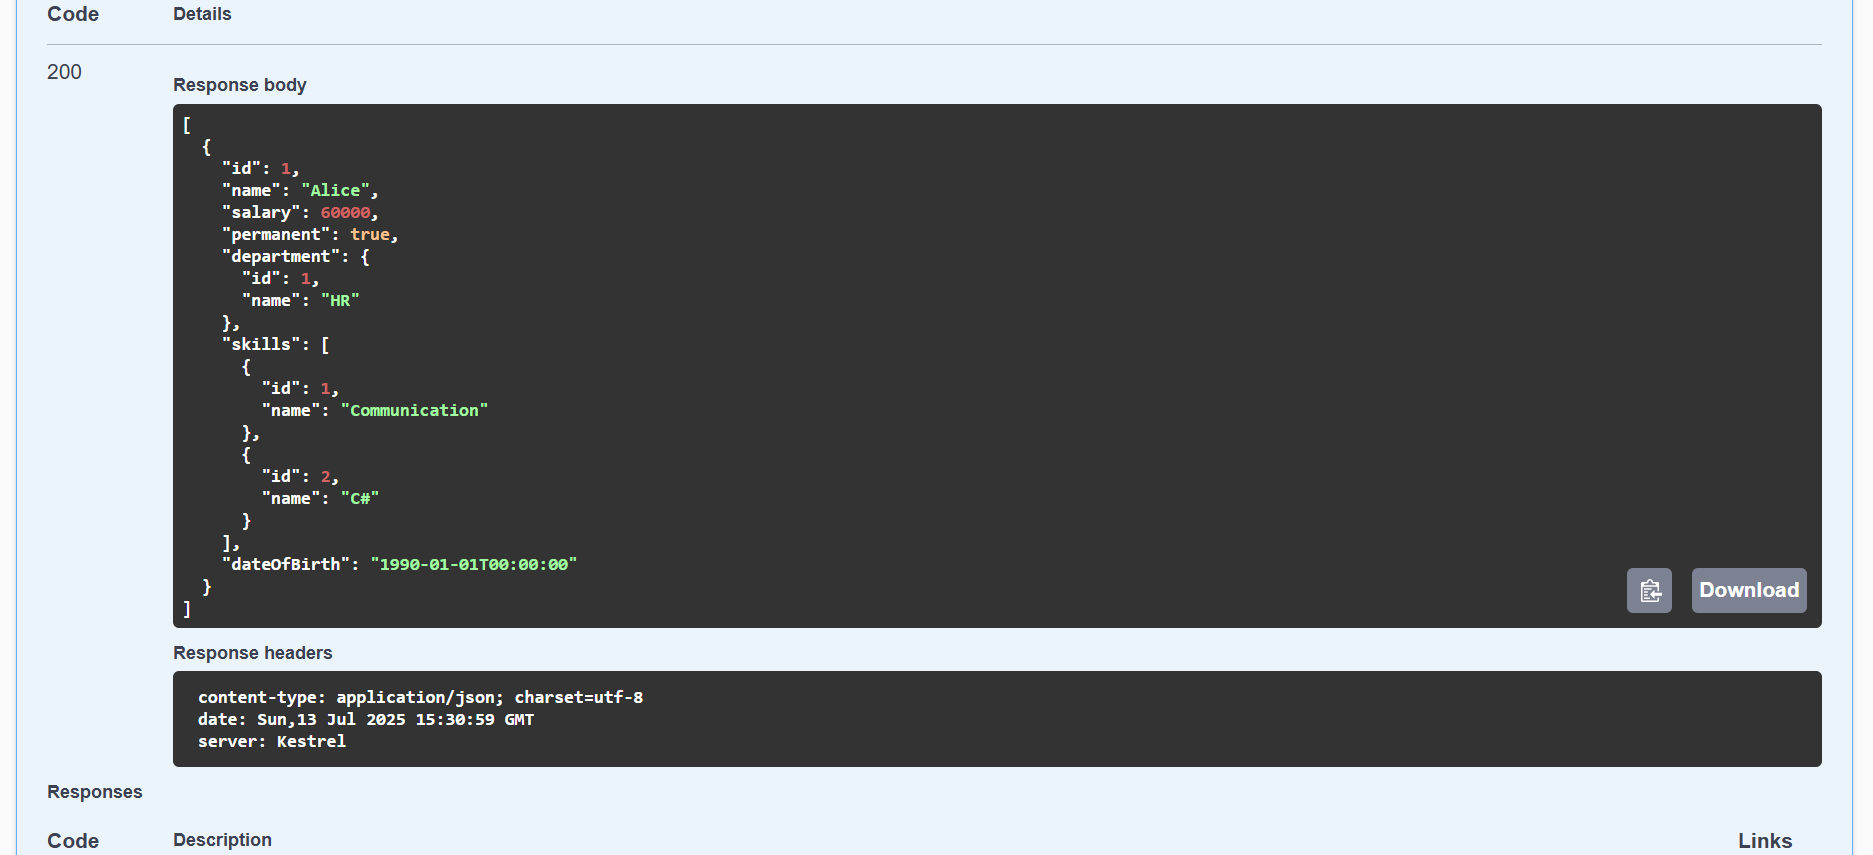 Code Details
200
Response body
[
  {
    "id": 1,
    "name": "Alice",
    "salary": 60000,
    "permanent": true,
    "department": {
      "id": 1,
      "name": "HR"
    },
    "skills": [
      {
        "id": 1,
        "name": "Communication"
      },
      {
        "id": 2,
        "name": "C#"
      }
    ],
    "dateOfBirth": "1990-01-01T00:00:00"
  }
]
Download
Response headers
content-type: application/json; charset=utf-8
date: Sun,13 Jul 2025 15:30:59 GMT
server: Kestrel
Responses
Code Description Links